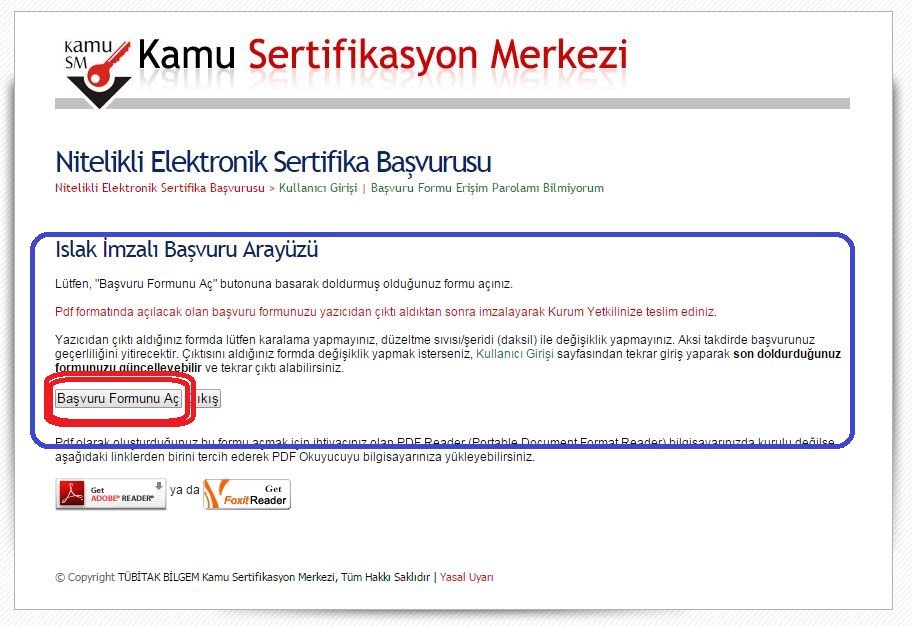 kamu
SM
Kamu Sertifikasyon Merkezi
Nitelikli Elektronik Sertifika Başvurusu
Nitelikli Elektronik Sertifika Başvurusu > Kullanıcı Girişi | Başvuru Formu Erişim Parolamı Bilmiyorum
Islak İmzalı Başvuru Arayüzü
Lütfen, "Başvuru Formunu Aç" butonuna basarak doldurmuş olduğunuz formu açınız.
Pdf formatında açılacak olan başvuru formunuzu yazıcıdan çıktı aldıktan sonra imzalayarak Kurum Yetkilinize teslim ediniz.
Yazıcıdan çıktı aldığınız formda lütfen karalama yapmayınız, düzeltme sıvısı/şeridi (daksil) ile değişiklik yapmayınız. Aksi takdirde başvurunuz
geçerliliğini yitirecektir. Çıktısını aldığınız formda değişiklik yapmak isterseniz, Kullanıcı Girişi sayfasından tekrar giriş yaparak son doldurduğunuz
formunuzu güncelleyebilir ve tekrar çıktı alabilirsiniz.
Başvuru Formunu Aç ıkış
Pdf olarak oluşturduğunuz bu formu açmak için ihtiyacınız olan PDF Reader (Portable Document Format Reader) bilgisayarınızda kurulu değilse
aşağıdaki linklerden birini tercih ederek PDF Okuyucuyu bilgisayarınıza yükleyebilirsiniz.
Get ADOBE® READER® ya da Get Foxit Reader
© Copyright TÜBİTAK BİLGEM Kamu Sertifikasyon Merkezi, Tüm Hakkı Saklıdır | Yasal Uyarı